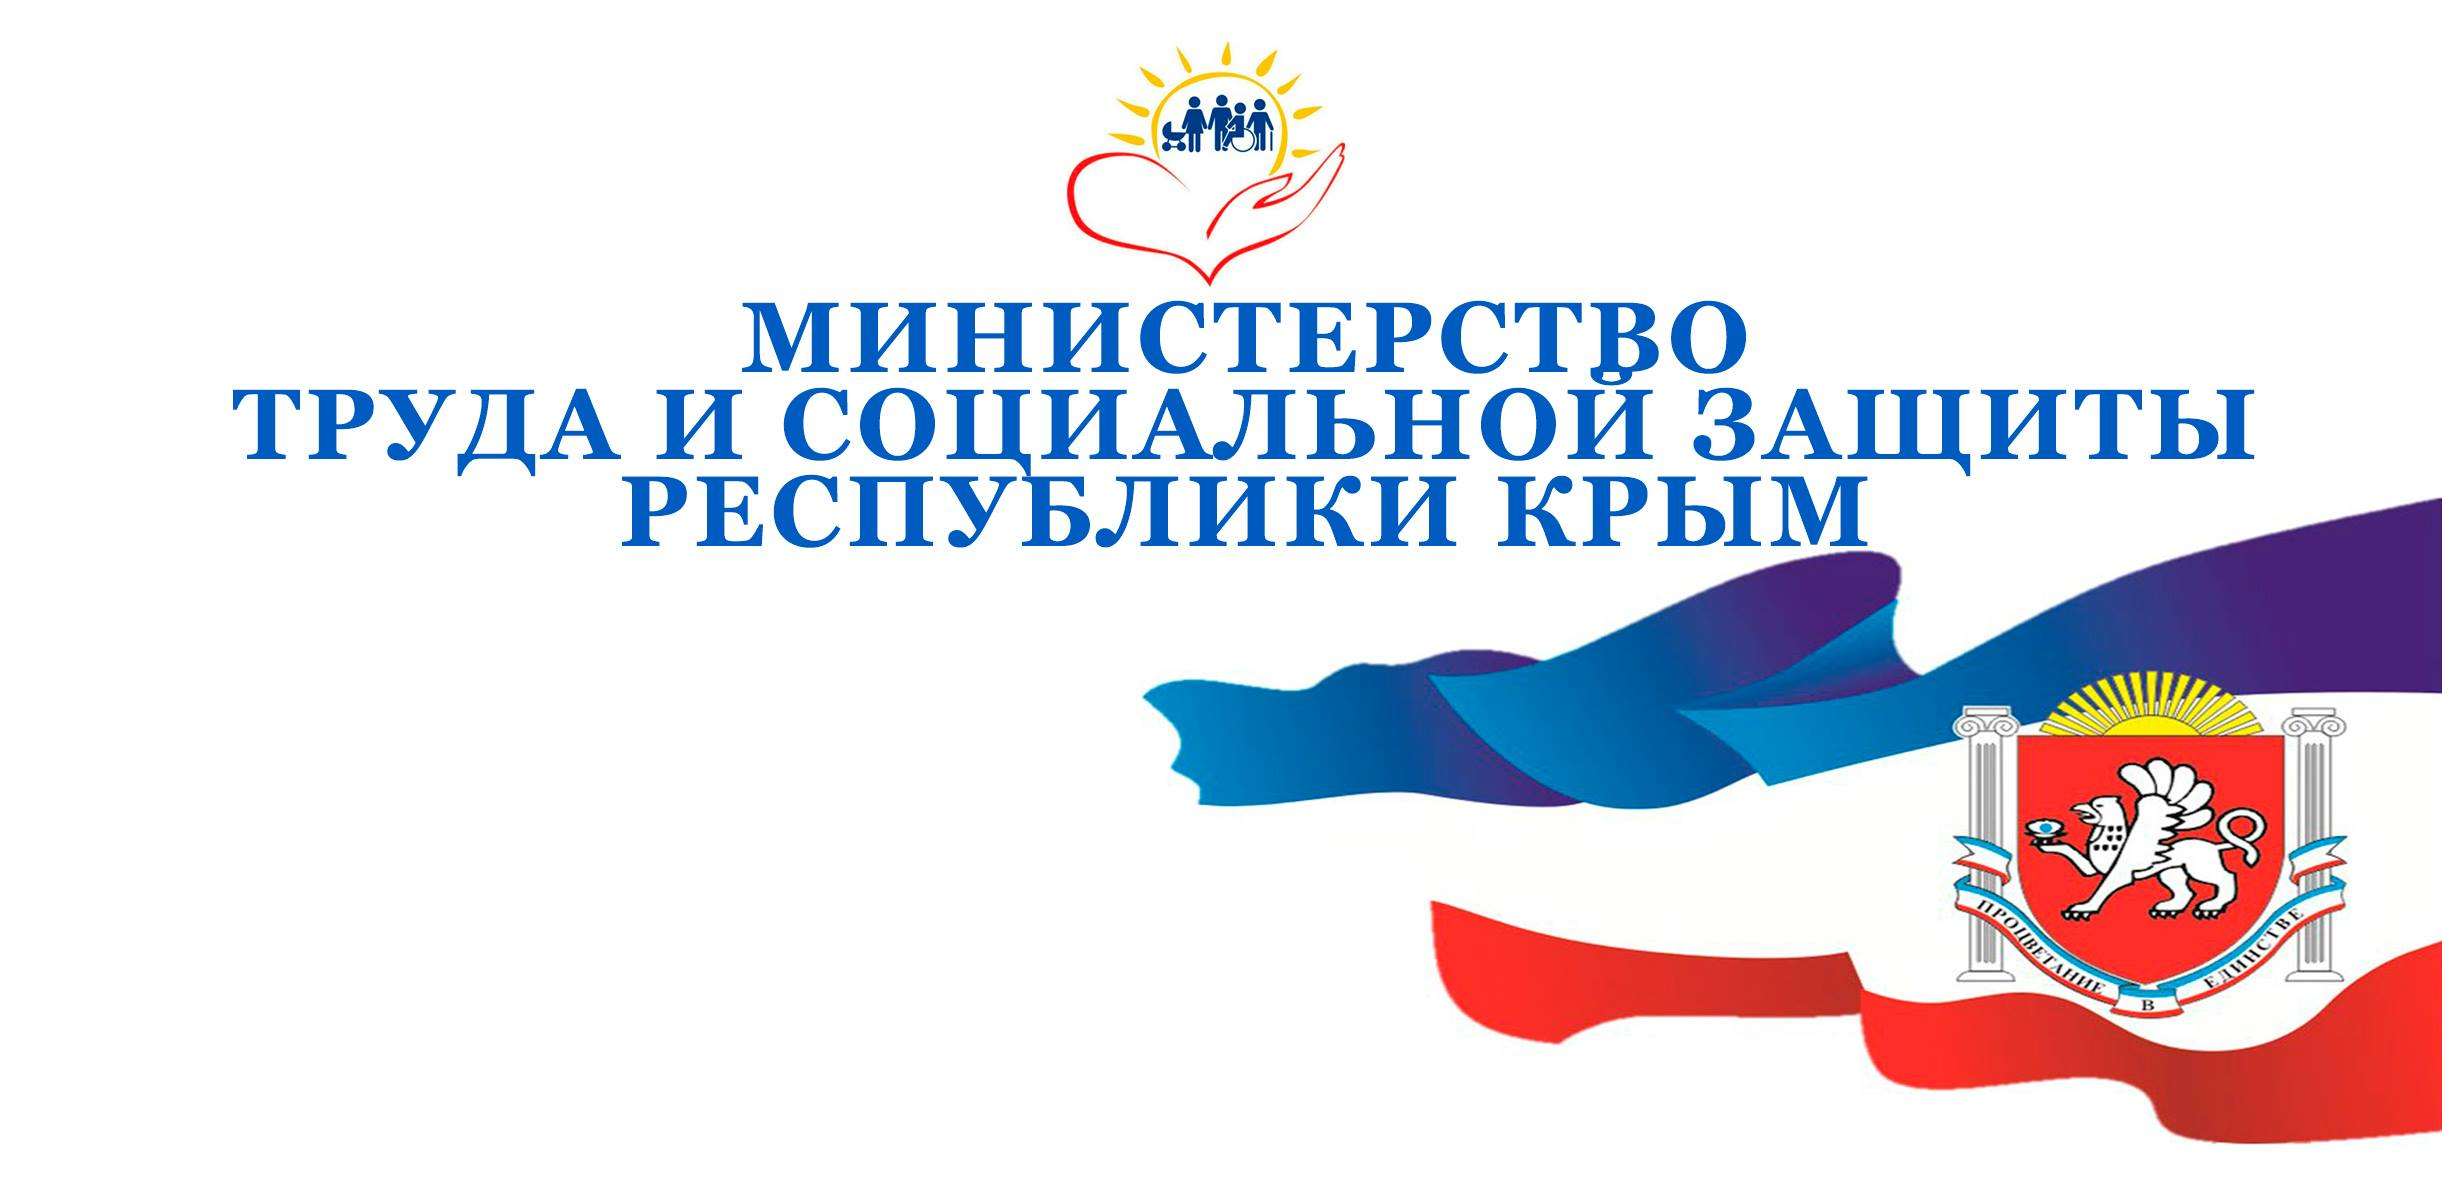 МИНИСТЕРСТВО
ТРУДА И СОЦИАЛЬНОЙ ЗАЩИТЫ
РЕСПУБЛИКИ КРЫМ
ПРОЦВЕТАНИЕ В ЕДИНСТВЕ